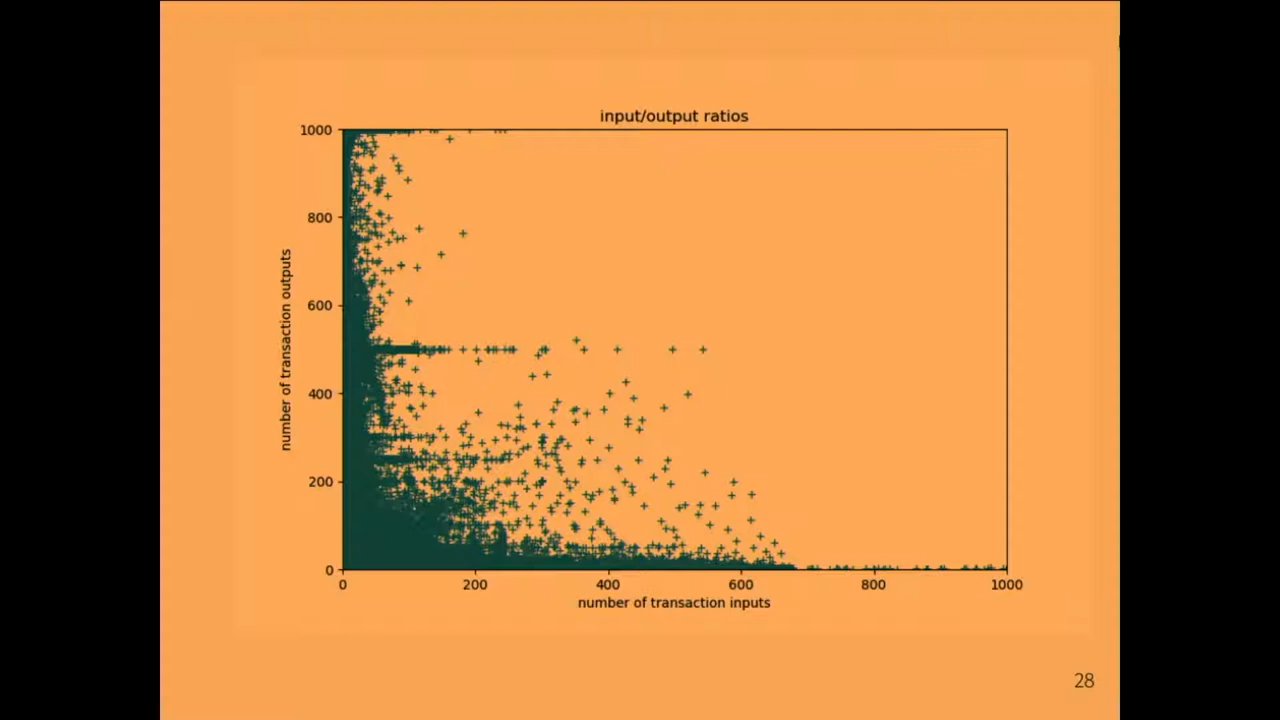 input/output ratios
1000
800
600
400
200
0
number of transaction outputs
0 200 400 600 800 1000
number of transaction inputs
28